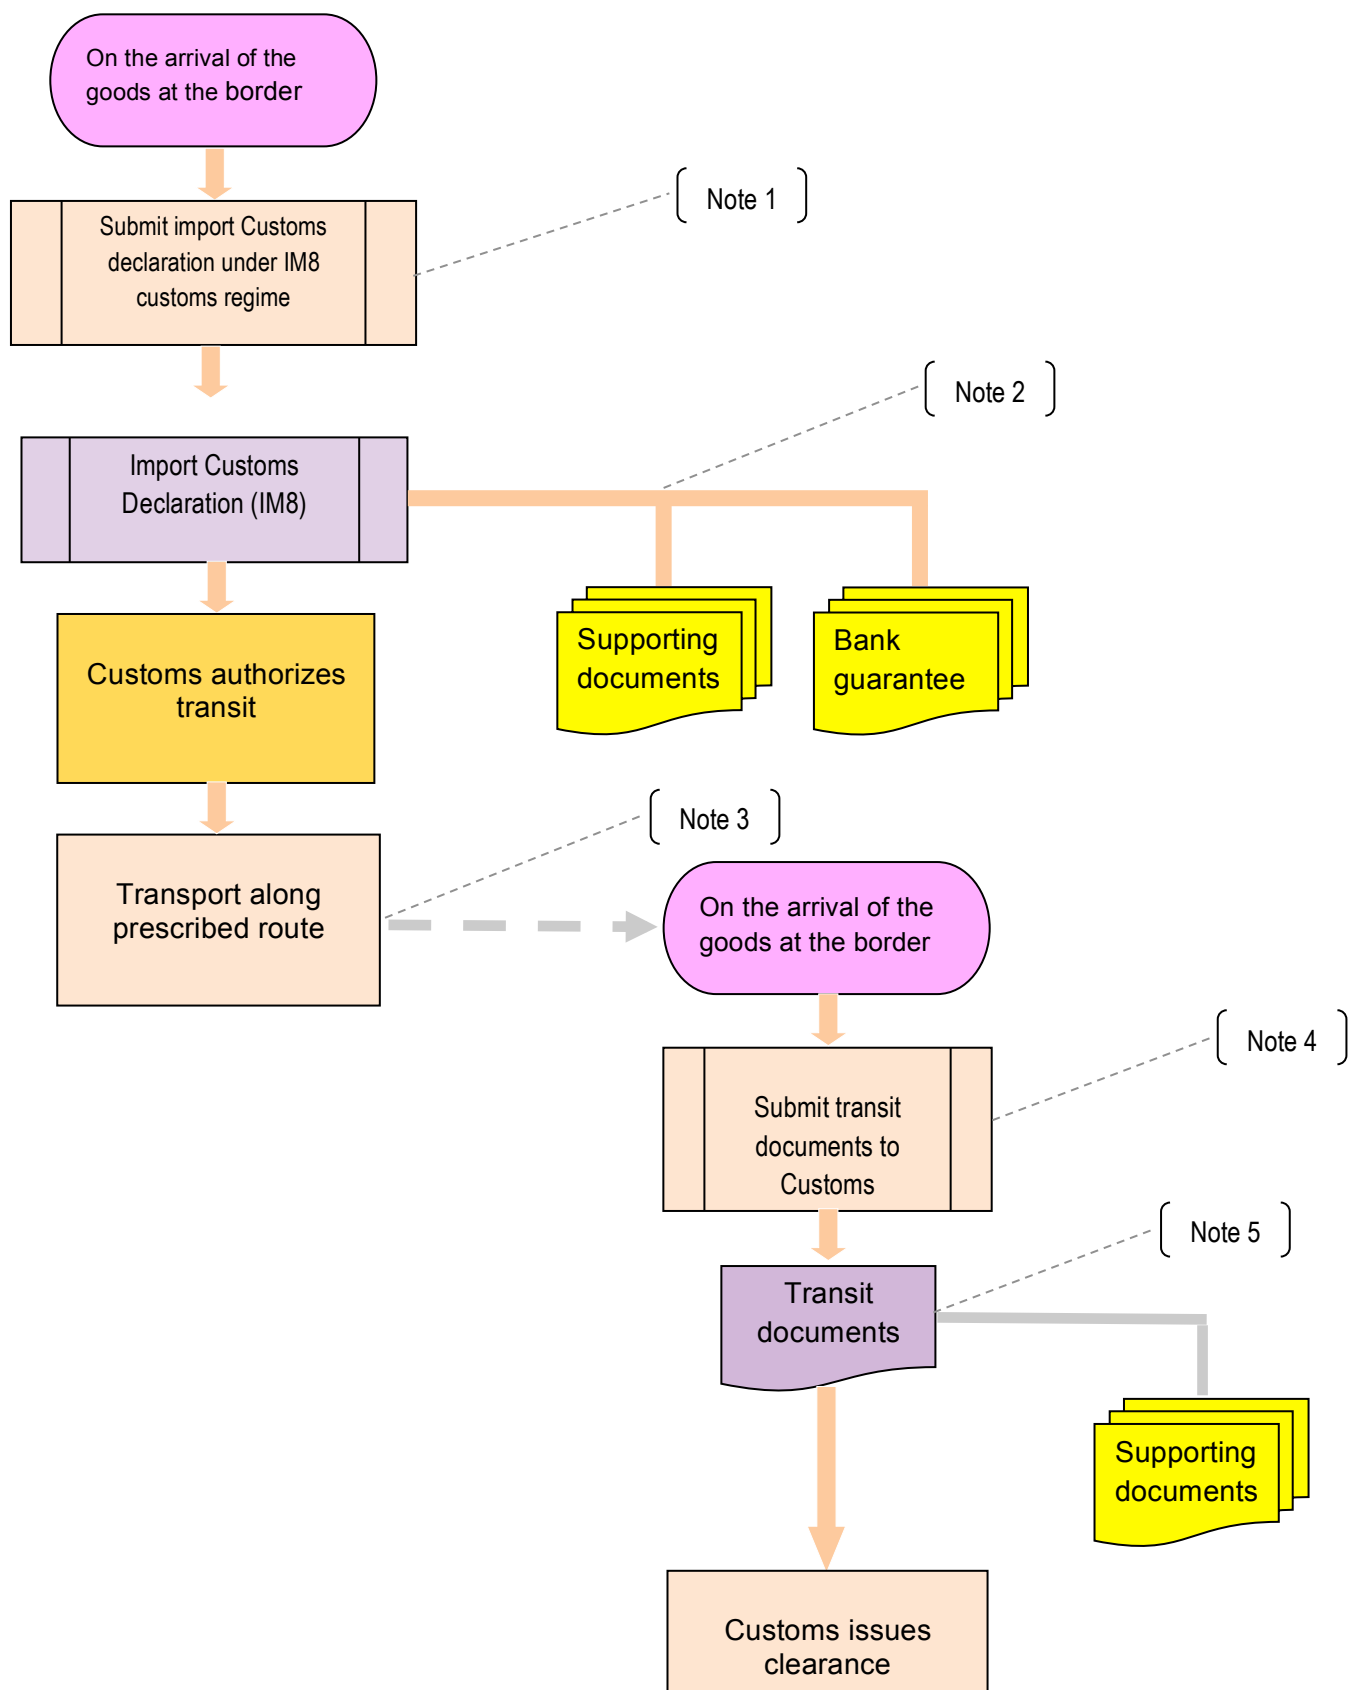 On the arrival of the
goods at the border
Note 1
Submit import Customs
declaration under IM8
customs regime
Note 2
Import Customs
Declaration (IM8)
Supporting
documents
Bank
guarantee
Customs authorizes
transit
Note 3
Transport along
prescribed route
On the arrival of the
goods at the border
Note 4
Submit transit
documents to
Customs
Note 5
Transit
documents
Supporting
documents
Customs issues
clearance